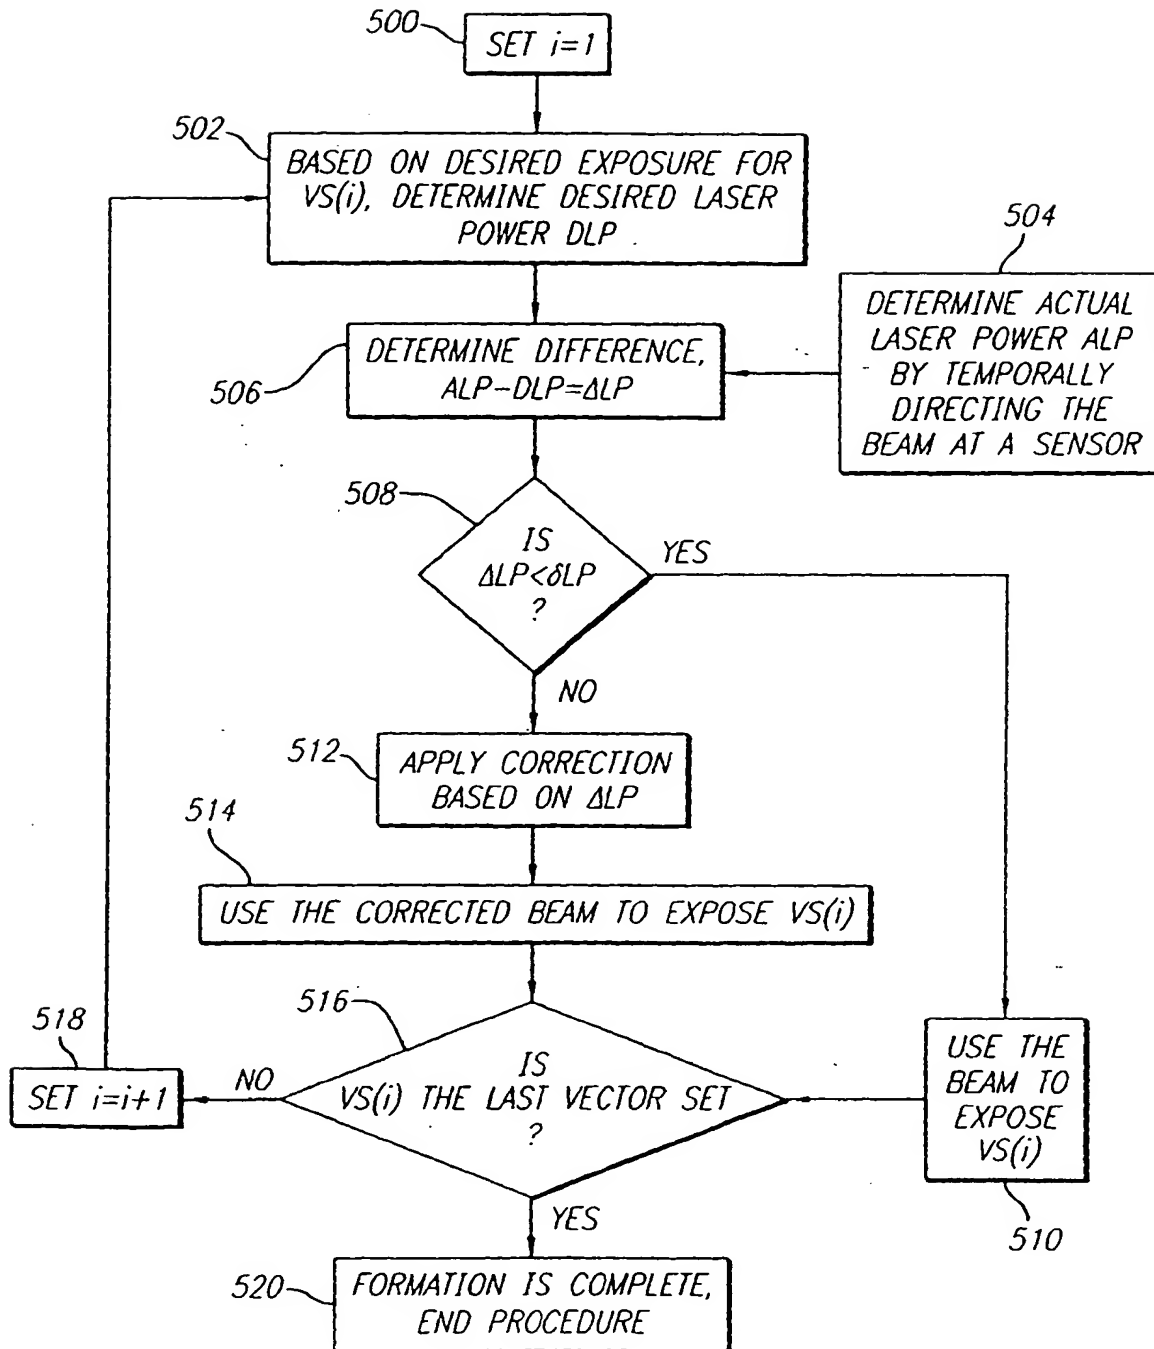 500
SET i=1
502
BASED ON DESIRED EXPOSURE FOR
VS(i), DETERMINE DESIRED LASER
POWER DLP
504
DETERMINE ACTUAL
LASER POWER ALP
BY TEMPORALLY
DIRECTING THE
BEAM AT A SENSOR
506
DETERMINE DIFFERENCE,
ALP-DLP=ΔLP
508
IS
ΔLP<δLP
?
YES
NO
512
APPLY CORRECTION
BASED ON ΔLP
514
USE THE CORRECTED BEAM TO EXPOSE VS(i)
516
IS
VS(i) THE LAST VECTOR SET
?
NO
518
SET i=i+1
USE THE
BEAM TO
EXPOSE
VS(i)
510
YES
520
FORMATION IS COMPLETE,
END PROCEDURE